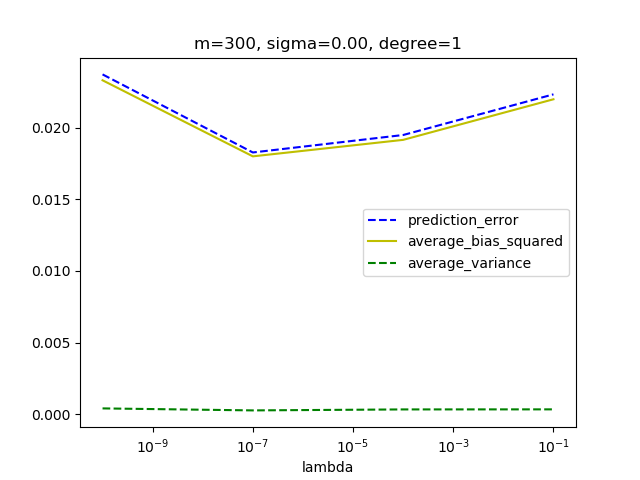 m=300, sigma=0.00, degree=1
0.020
0.015
0.010
0.005
0.000
prediction_error
average_bias_squared
average_variance
10⁻⁹ 10⁻⁷ 10⁻⁵ 10⁻³ 10⁻¹
lambda